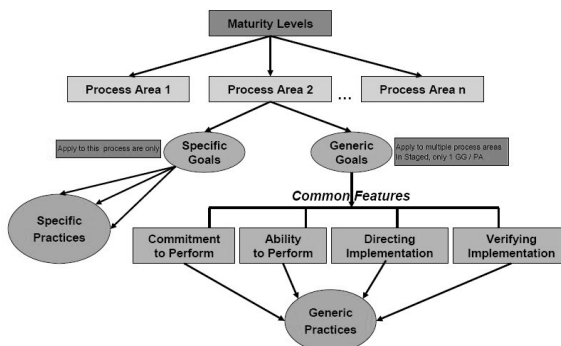 Maturity Levels
Process Area 1
Process Area 2
...
Process Area n
Apply to this process are only
Specific
Goals
Generic
Goals
Apply to multiple process areas
In Staged, only 1 GG / PA
Common Features
Specific
Practices
Commitment
to Perform
Ability
to Perform
Directing
Implementation
Verifying
Implementation
Generic
Practices